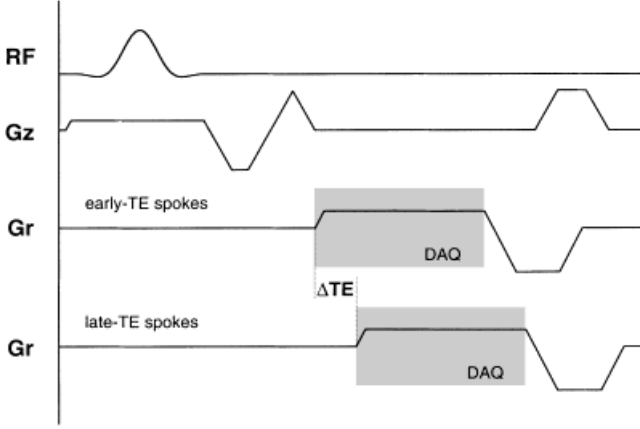 RF
Gz
early-TE spokes
Gr
DAQ
ΔTE
late-TE spokes
Gr
DAQ